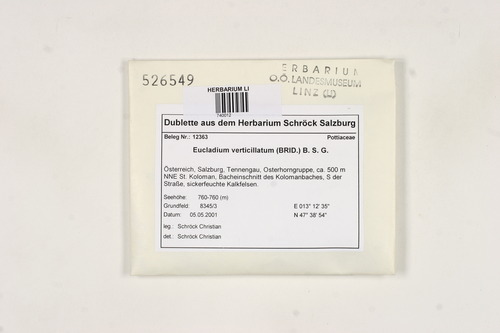 526549
HERBARIUM
O.Ö. LANDESMUSEUM
LINZ (LI)
HERBARIUM LI
740012
Dublette aus dem Herbarium Schröck Salzburg
Beleg Nr.: 12363 Pottiaceae
Eucladium verticillatum (BRID.) B. S. G.
Österreich, Salzburg, Tennengau, Osterhorngruppe, ca. 500 m
NNE St. Koloman, Bacheinschnitt des Kolomanbaches, S der
Straße, sickerfeuchte Kalkfelsen.
Seehöhe: 760-760 (m)
Grundfeld: 8345/3 E 013° 12' 35"
Datum: 05.05.2001 N 47° 38' 54"
leg.: Schröck Christian
det.: Schröck Christian